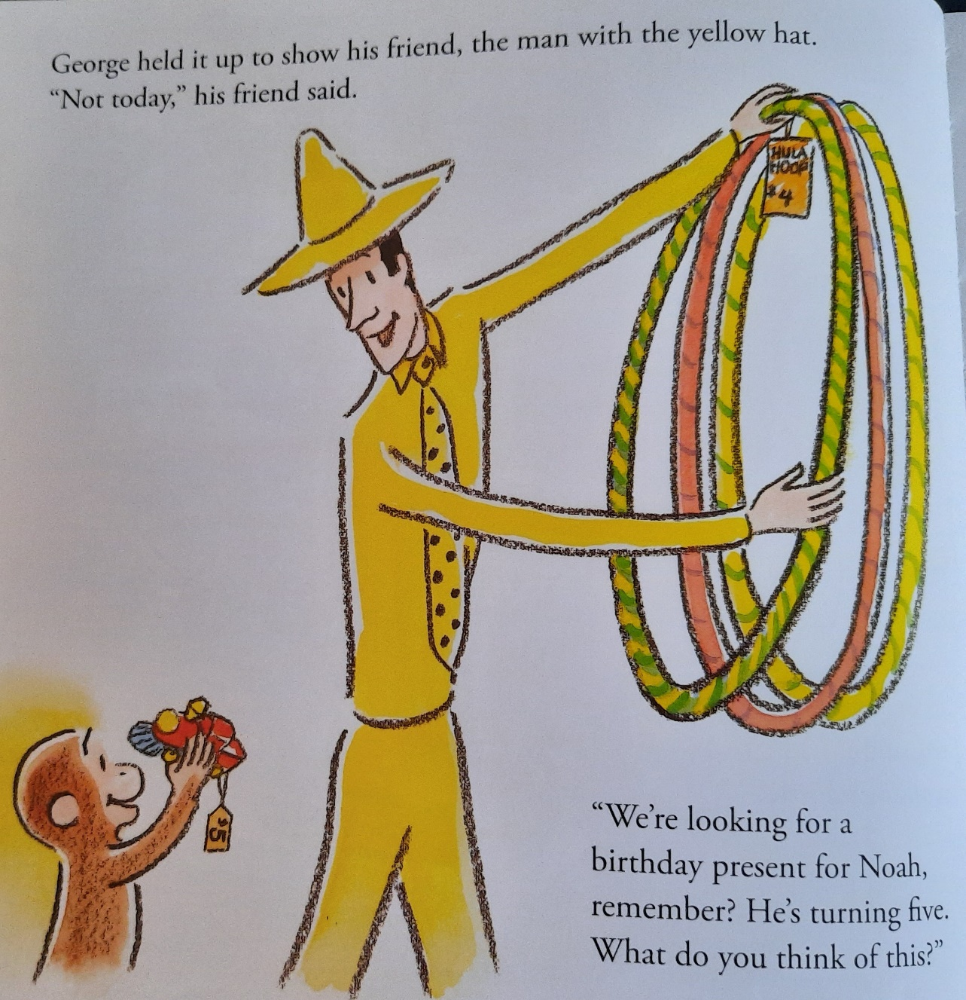 George held it up to show his friend, the man with the yellow hat.
“Not today,” his friend said.
HULA
HOOP
$4
$5
“We’re looking for a
birthday present for Noah,
remember? He’s turning five.
What do you think of this?”